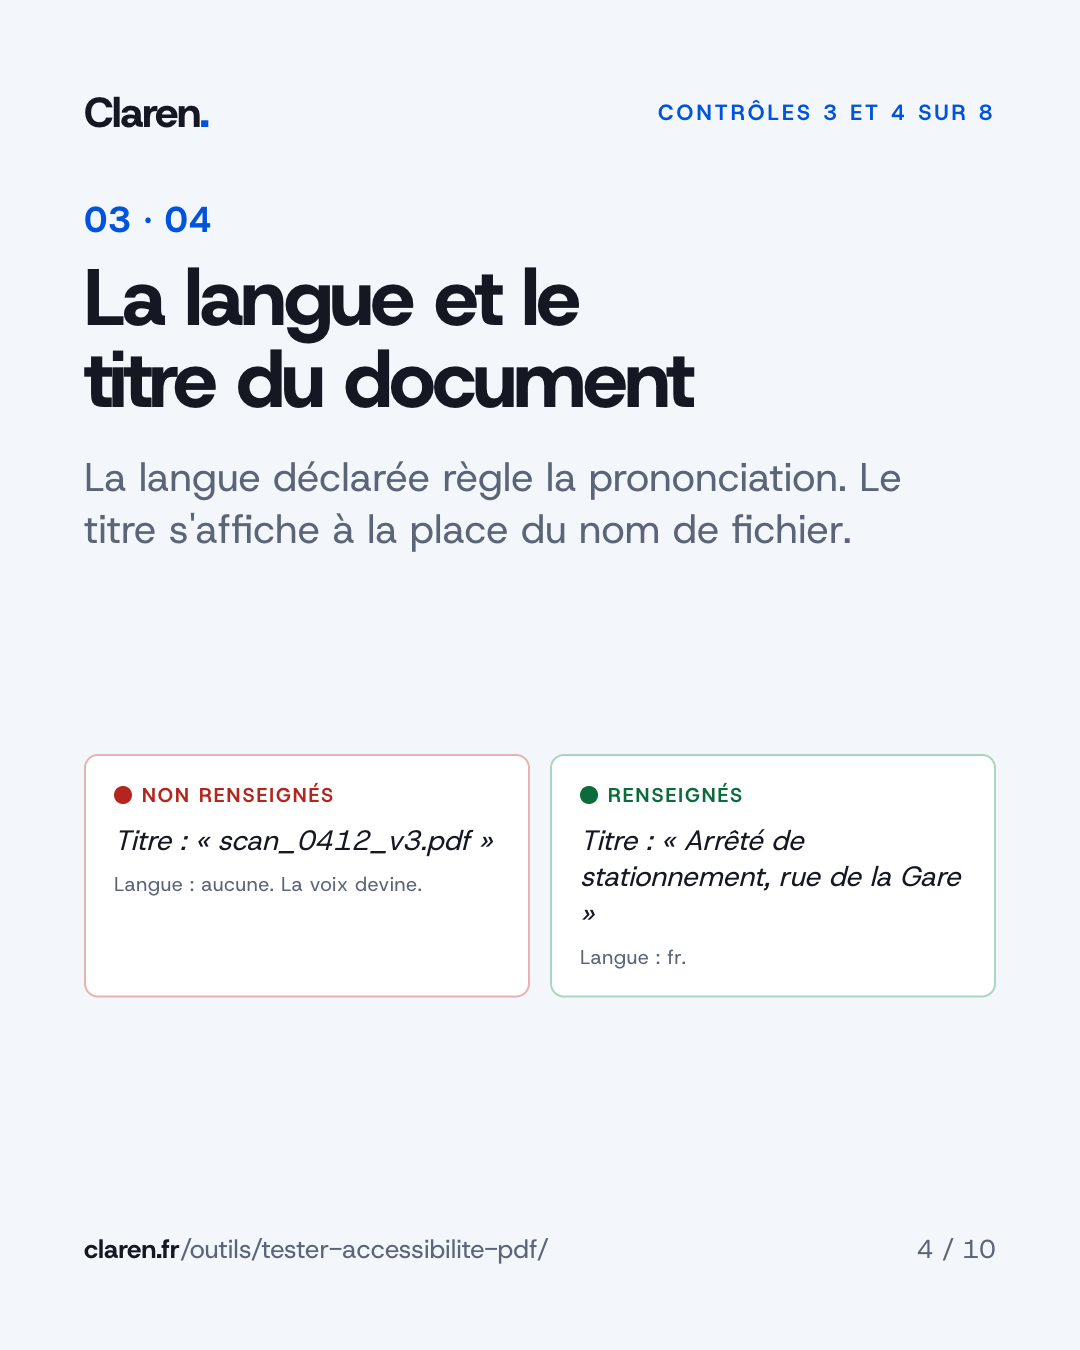 Claren.
CONTRÔLES 3 ET 4 SUR 8
03 · 04
La langue et le
titre du document
La langue déclarée règle la prononciation. Le
titre s'affiche à la place du nom de fichier.
NON RENSEIGNÉS
Titre : « scan_0412_v3.pdf »
Langue : aucune. La voix devine.
RENSEIGNÉS
Titre : « Arrêté de
stationnement, rue de la Gare
»
Langue : fr.
claren.fr/outils/tester-accessibilite-pdf/
4 / 10